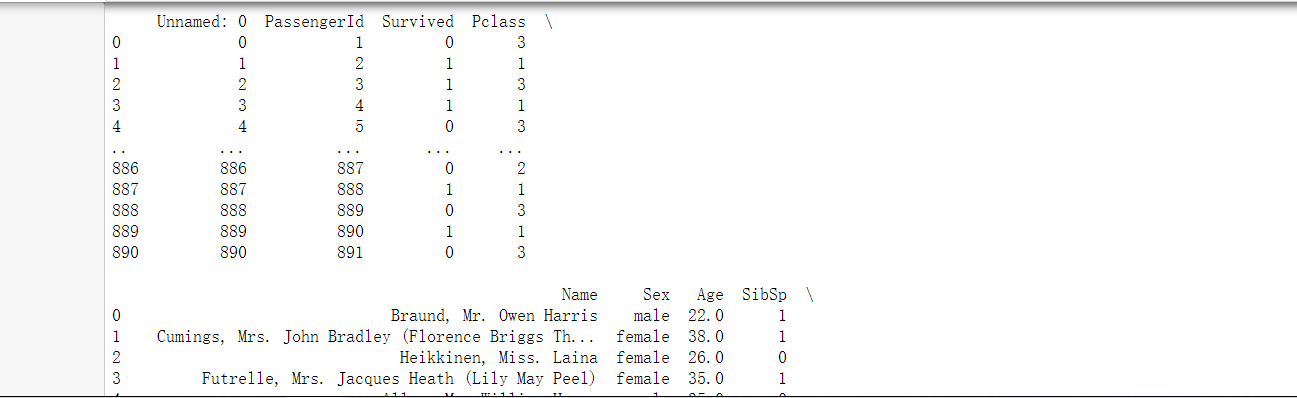 Unnamed: 0 PassengerId Survived Pclass \
0 0 1 0 3
1 1 2 1 1
2 2 3 1 3
3 3 4 1 1
4 4 5 0 3
.. ... ... ... ...
886 886 887 0 2
887 887 888 1 1
888 888 889 0 3
889 889 890 1 1
890 890 891 0 3
Name Sex Age SibSp \
0 Braund, Mr. Owen Harris male 22.0 1
1 Cumings, Mrs. John Bradley (Florence Briggs Th... female 38.0 1
2 Heikkinen, Miss. Laina female 26.0 0
3 Futrelle, Mrs. Jacques Heath (Lily May Peel) female 35.0 1